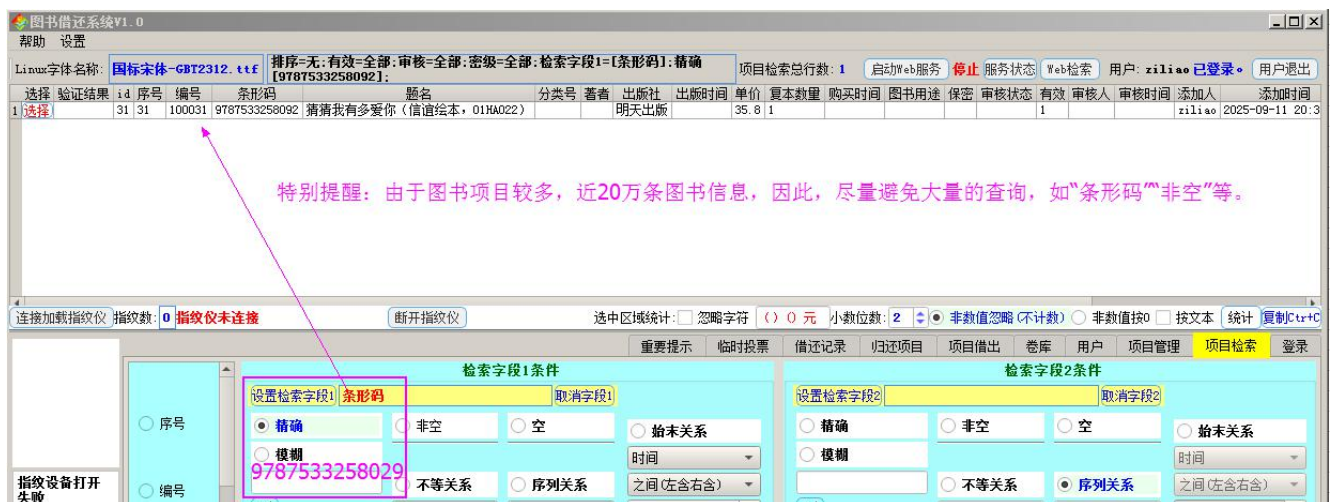 图书借还系统V1.0
帮助 设置
Linux字体名称: 国标宋体-GBT2312.ttf 排序=无;有效=全部;审核=全部;密级=全部;检索字段1=[条形码]:精确[9787533258092]; 项目检索总行数: 1 启动Web服务 停止 服务状态 Web检索 用户: ziliao 已登录。 用户退出
选择 验证结果 id 序号 编号 条形码 题名 分类号 著者 出版社 出版时间 单价 复本数量 购买时间 图书用途 保密 审核状态 有效 审核人 审核时间 添加人 添加时间
1 选择 31 31 100031 9787533258092 猜猜我有多爱你（信谊绘本，01HA022） 明天出版 35.8 1 1 ziliao 2025-09-11 20:3
特别提醒：由于图书项目较多，近20万条图书信息，因此，尽量避免大量的查询，如“条形码”“非空”等。
连接加载指纹仪 指纹数: 0 指纹仪未连接 断开指纹仪 选中区域统计: 忽略字符 () 0 元 小数位数: 2 非数值忽略(不计数) 非数值按0 按文本 统计 复制Ctr+C
重要提示 临时投票 借还记录 归还项目 项目借出 卷库 用户 项目管理 项目检索 登录
检索字段1条件 检索字段2条件
设置检索字段1 条形码 取消字段1 设置检索字段2 取消字段2
序号 精确 非空 空 始末关系 精确 非空 空 始末关系
模糊 时间 模糊 时间
9787533258029
指纹设备打开失败 编号 不等关系 序列关系 之间(左含右含) 不等关系 序列关系 之间(左含右含)